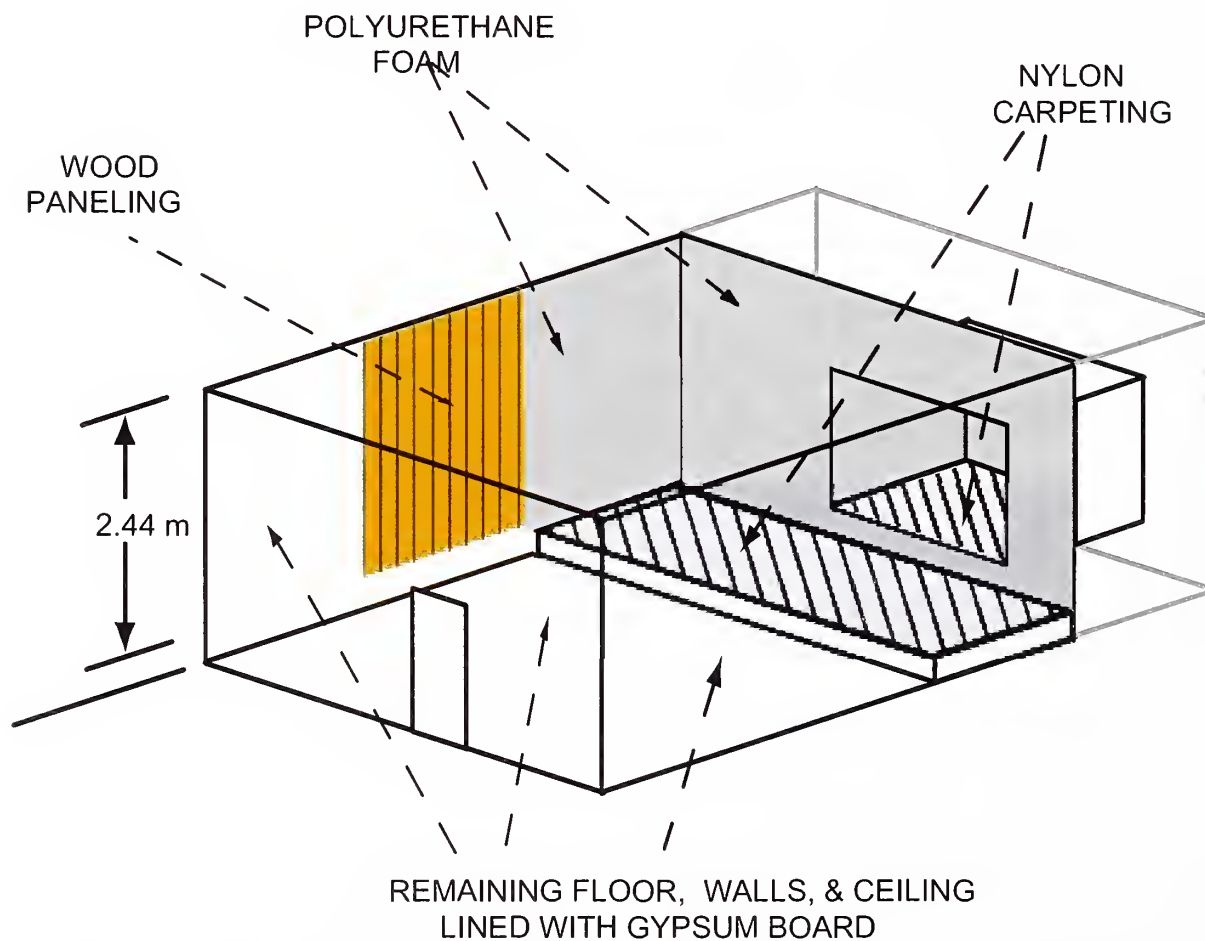 POLYURETHANE
FOAM
NYLON
CARPETING
WOOD
PANELING
2.44 m
REMAINING FLOOR, WALLS, & CEILING
LINED WITH GYPSUM BOARD